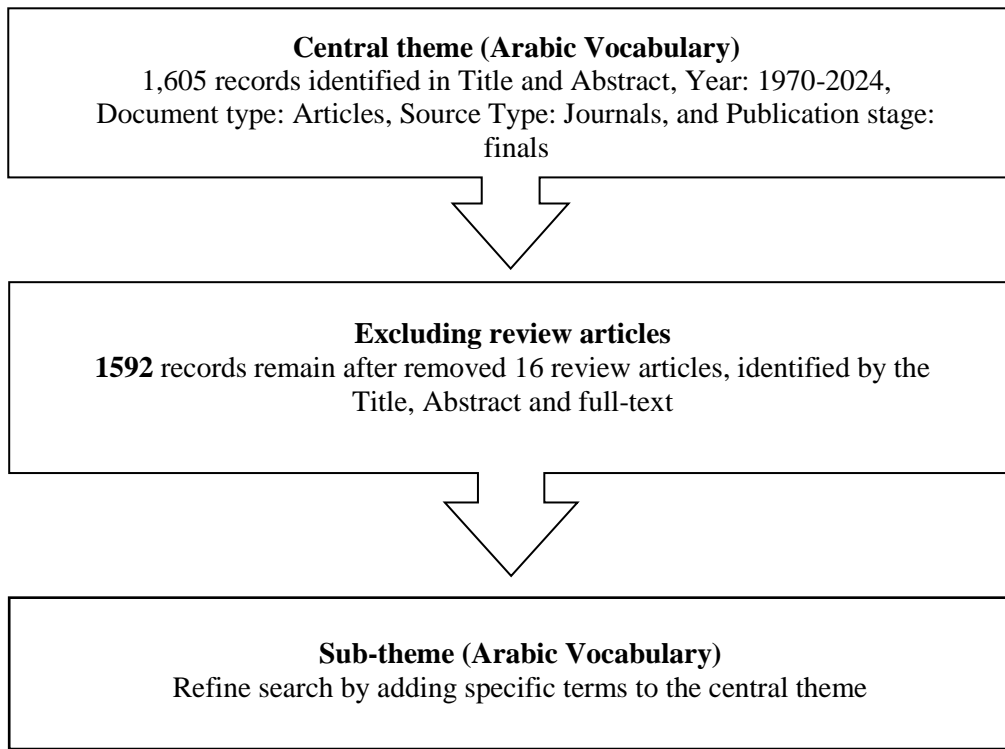 Central theme (Arabic Vocabulary)
1,605 records identified in Title and Abstract, Year: 1970-2024,
Document type: Articles, Source Type: Journals, and Publication stage:
finals
Excluding review articles
1592 records remain after removed 16 review articles, identified by the
Title, Abstract and full-text
Sub-theme (Arabic Vocabulary)
Refine search by adding specific terms to the central theme